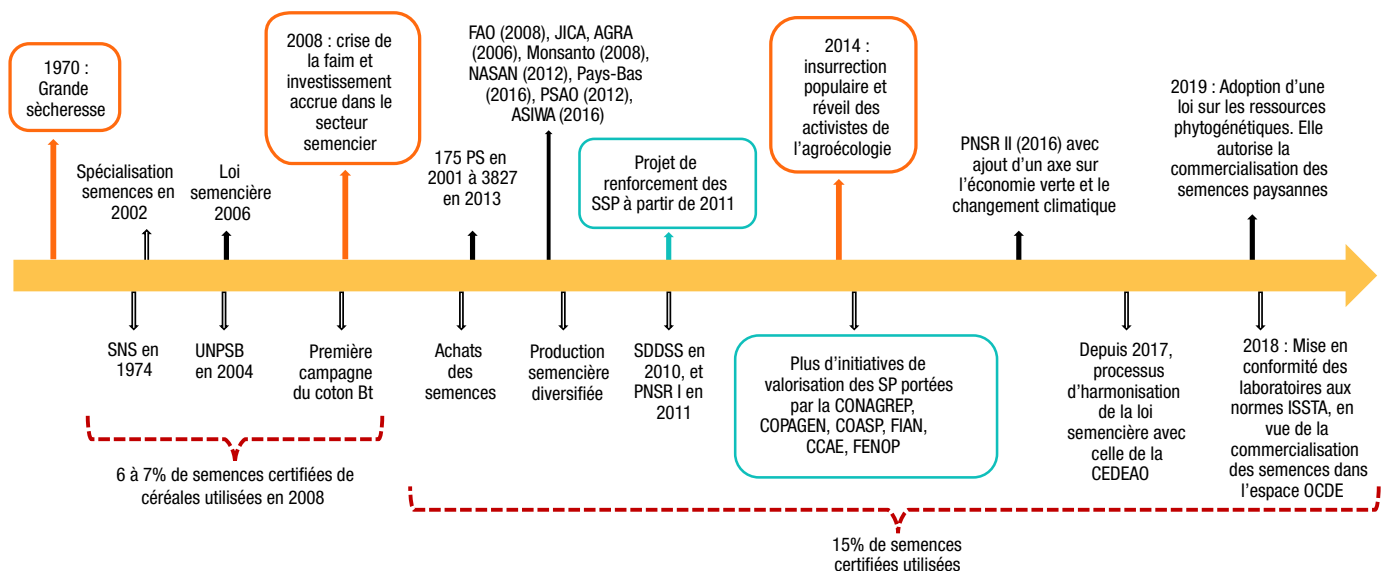 1970 :
Grande
sècheresse
Spécialisation
semences en
2002
Loi
semencière
2006
2008 : crise de
la faim et
investissement
accrue dans le
secteur
semencier
175 PS en
2001 à 3827
en 2013
FAO (2008), JICA, AGRA
(2006), Monsanto (2008),
NASAN (2012), Pays-Bas
(2016), PSAO (2012),
ASIWA (2016)
Projet de
renforcement des
SSP à partir de 2011
2014 :
insurrection
populaire et
réveil des
activistes de
l’agroécologie
PNSR II (2016) avec
ajout d’un axe sur
l’économie verte et le
changement climatique
2019 : Adoption d’une
loi sur les ressources
phytogénétiques. Elle
autorise la
commercialisation des
semences paysannes
SNS en
1974
UNPSB
en 2004
Première
campagne
du coton Bt
Achats
des
semences
Production
semencière
diversifiée
SDDSS en
2010, et
PNSR I en
2011
Plus d’initiatives de
valorisation des SP portées
par la CONAGREP,
COPAGEN, COASP, FIAN,
CCAE, FENOP
Depuis 2017,
processus
d’harmonisation
de la loi
semencière avec
celle de la
CEDEAO
2018 : Mise en
conformité des
laboratoires aux
normes ISSTA, en
vue de la
commercialisation
des semences dans
l’espace OCDE
6 à 7% de semences certifiées de
céréales utilisées en 2008
15% de semences
certifiées utilisées